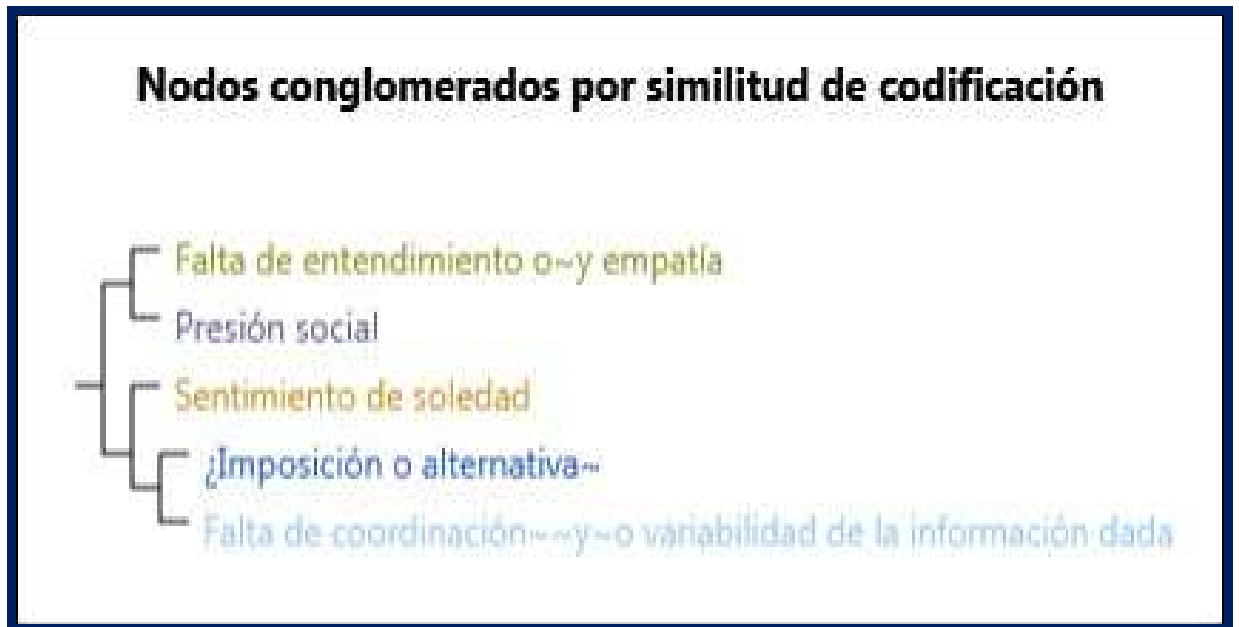 Nodos conglomerados por similitud de codificación
Falta de entendimiento o~y empatía
Presión social
Sentimiento de soledad
¿Imposición o alternativa~
Falta de coordinación~~y~o variabilidad de la información dada